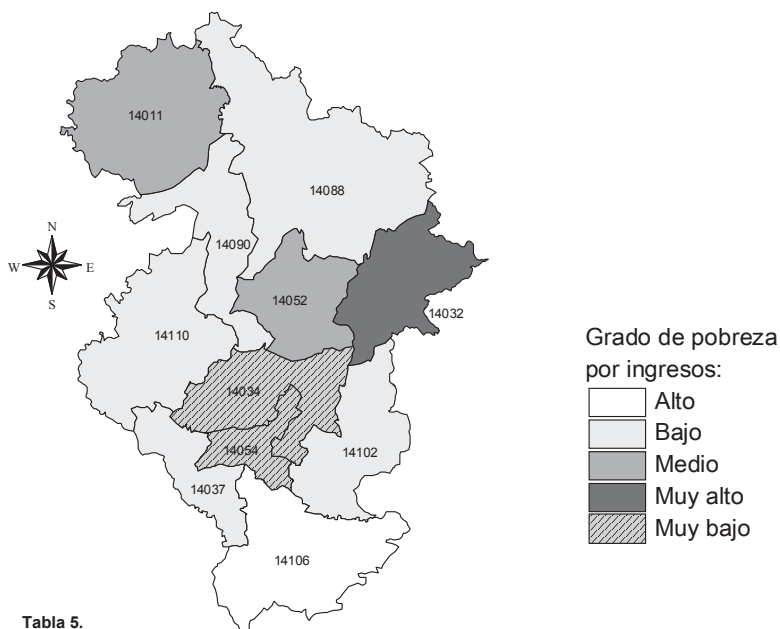 14011
14088
N
14090
W E
S
14052
14032
14110
Grado de pobreza
por ingresos:
14034
Alto
Bajo
14054
14102
Medio
14037
Muy alto
Muy bajo
14106
Tabla 5.